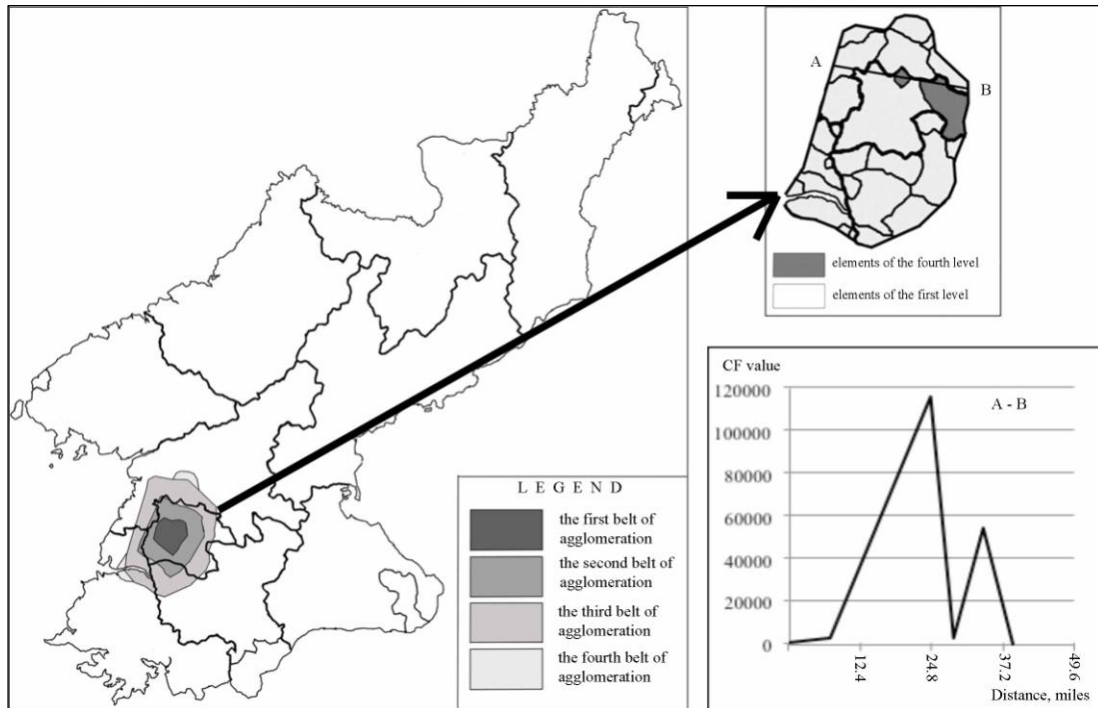 A
B
elements of the fourth level
elements of the first level
L E G E N D
the first belt of
agglomeration
the second belt of
agglomeration
the third belt of
agglomeration
the fourth belt of
agglomeration
CF value
120000
100000
80000
60000
40000
20000
0
A - B
12.4
24.8
37.2
49.6
Distance, miles